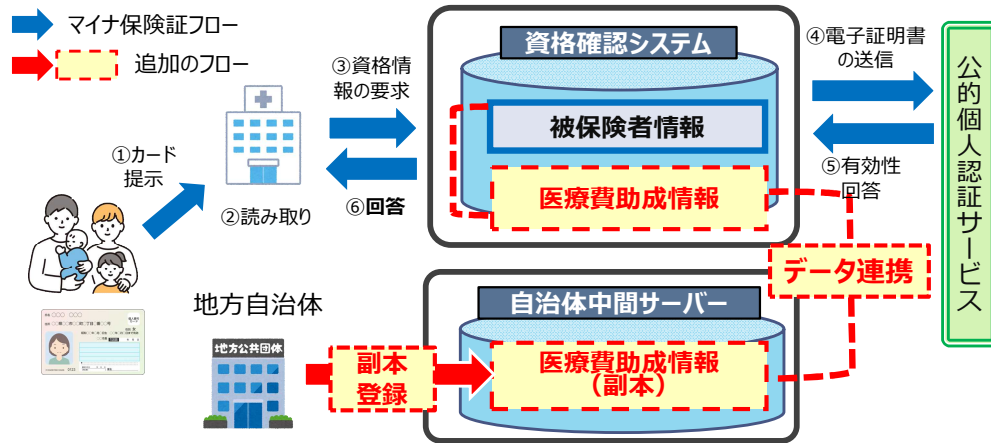 マイナ保険証フロー
追加のフロー
①カード
提示
②読み取り
③資格情
報の要求
⑥回答
資格確認システム
被保険者情報
医療費助成情報
④電子証明書
の送信
⑤有効性
回答
公的個人認証サービス
データ連携
地方自治体
地方公共団体
副本
登録
自治体中間サーバー
医療費助成情報
(副本)